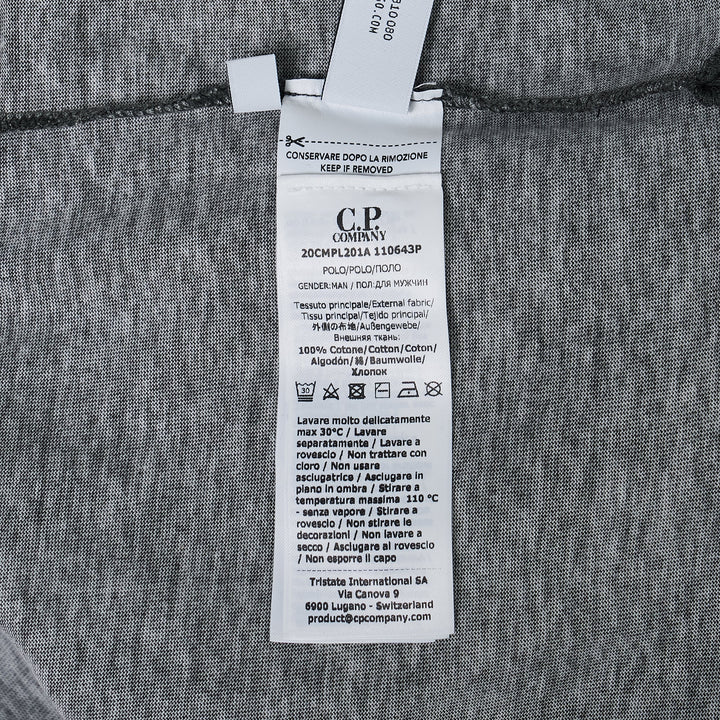 810 080
GO.COM
CONSERVARE DOPO LA RIMOZIONE
KEEP IF REMOVED
C.P.
COMPANY
20CMPL201A 110643P
POLO/POLO/ПОЛО
GENDER:MAN / ПОЛ:ДЛЯ МУЖЧИН
Tessuto principale/External fabric/
Tissu principal/Tejido principal/
外側の布地/Außengewebe/
Внешняя ткань:
100% Cotone/Cotton/Coton/
Algodón/綿/Baumwolle/
Хлопок
30
Lavare molto delicatamente
max 30°C / Lavare
separatamente / Lavare a
rovescio / Non trattare con
cloro / Non usare
asciugatrice / Asciugare in
piano in ombra / Stirare a
temperatura massima 110 °C
- senza vapore / Stirare a
rovescio / Non stirare le
decorazioni / Non lavare a
secco / Asciugare al rovescio
/ Non esporre il capo
Tristate International SA
Via Canova 9
6900 Lugano - Switzerland
product@cpcompany.com